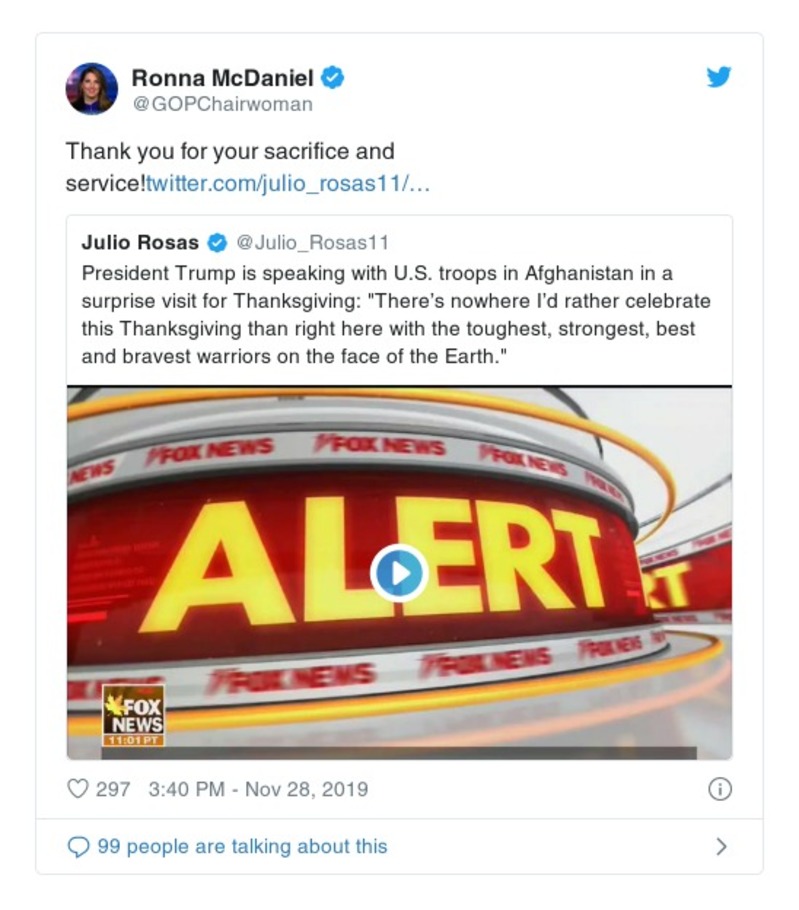 Ronna McDaniel
@GOPChairwoman
Thank you for your sacrifice and
service!twitter.com/julio_rosas11/…
Julio Rosas @Julio_Rosas11
President Trump is speaking with U.S. troops in Afghanistan in a
surprise visit for Thanksgiving: "There's nowhere I'd rather celebrate
this Thanksgiving than right here with the toughest, strongest, best
and bravest warriors on the face of the Earth."
NEWS FOX NEWS FOX NEWS FOX NEWS
ALERT
RT
FOX NEWS FOX NEWS FOX NEWS
FOX
NEWS
11:01 PT
297 3:40 PM - Nov 28, 2019
99 people are talking about this